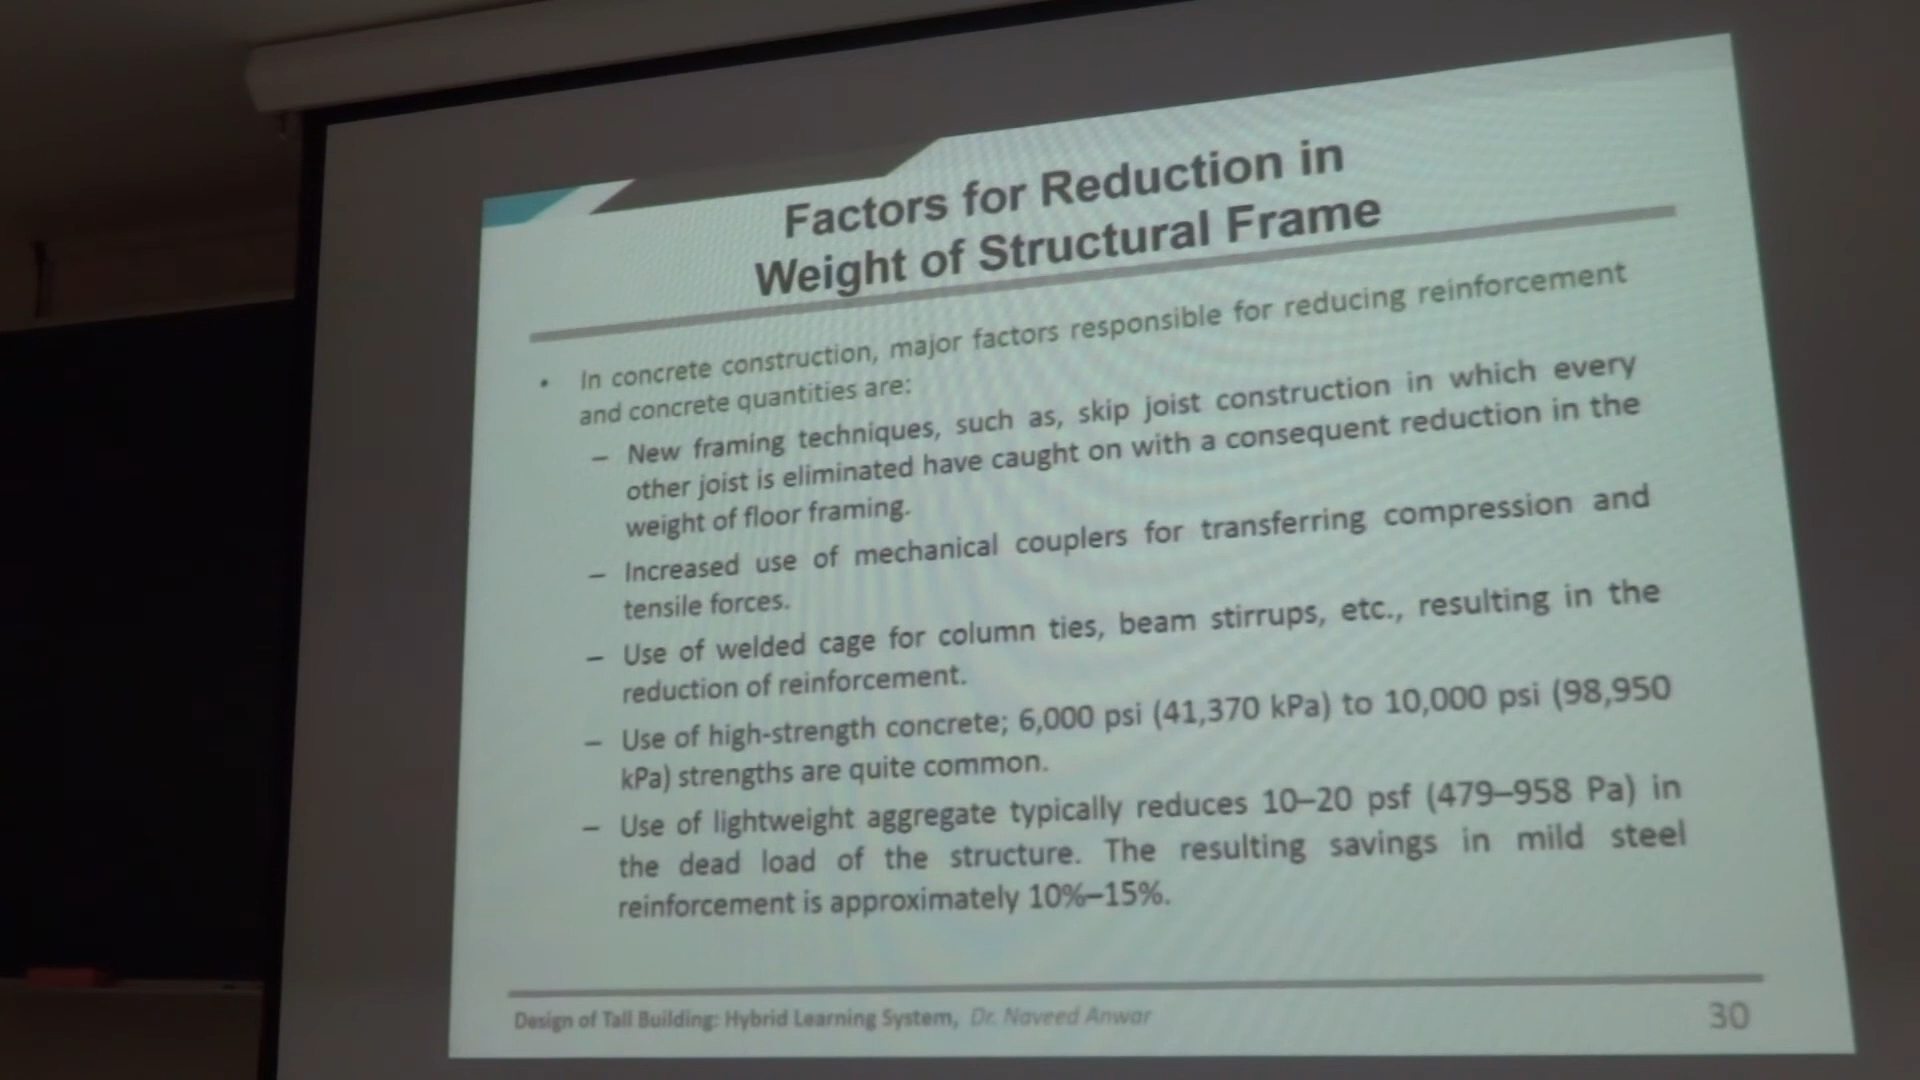 Factors for Reduction in
Weight of Structural Frame
• In concrete construction, major factors responsible for reducing reinforcement
and concrete quantities are:
– New framing techniques, such as, skip joist construction in which every
other joist is eliminated have caught on with a consequent reduction in the
weight of floor framing.
– Increased use of mechanical couplers for transferring compression and
tensile forces.
– Use of welded cage for column ties, beam stirrups, etc., resulting in the
reduction of reinforcement.
– Use of high-strength concrete; 6,000 psi (41,370 kPa) to 10,000 psi (98,950
kPa) strengths are quite common.
– Use of lightweight aggregate typically reduces 10–20 psf (479–958 Pa) in
the dead load of the structure. The resulting savings in mild steel
reinforcement is approximately 10%–15%.
Design of Tall Building: Hybrid Learning System, Dr. Naveed Anwar
30